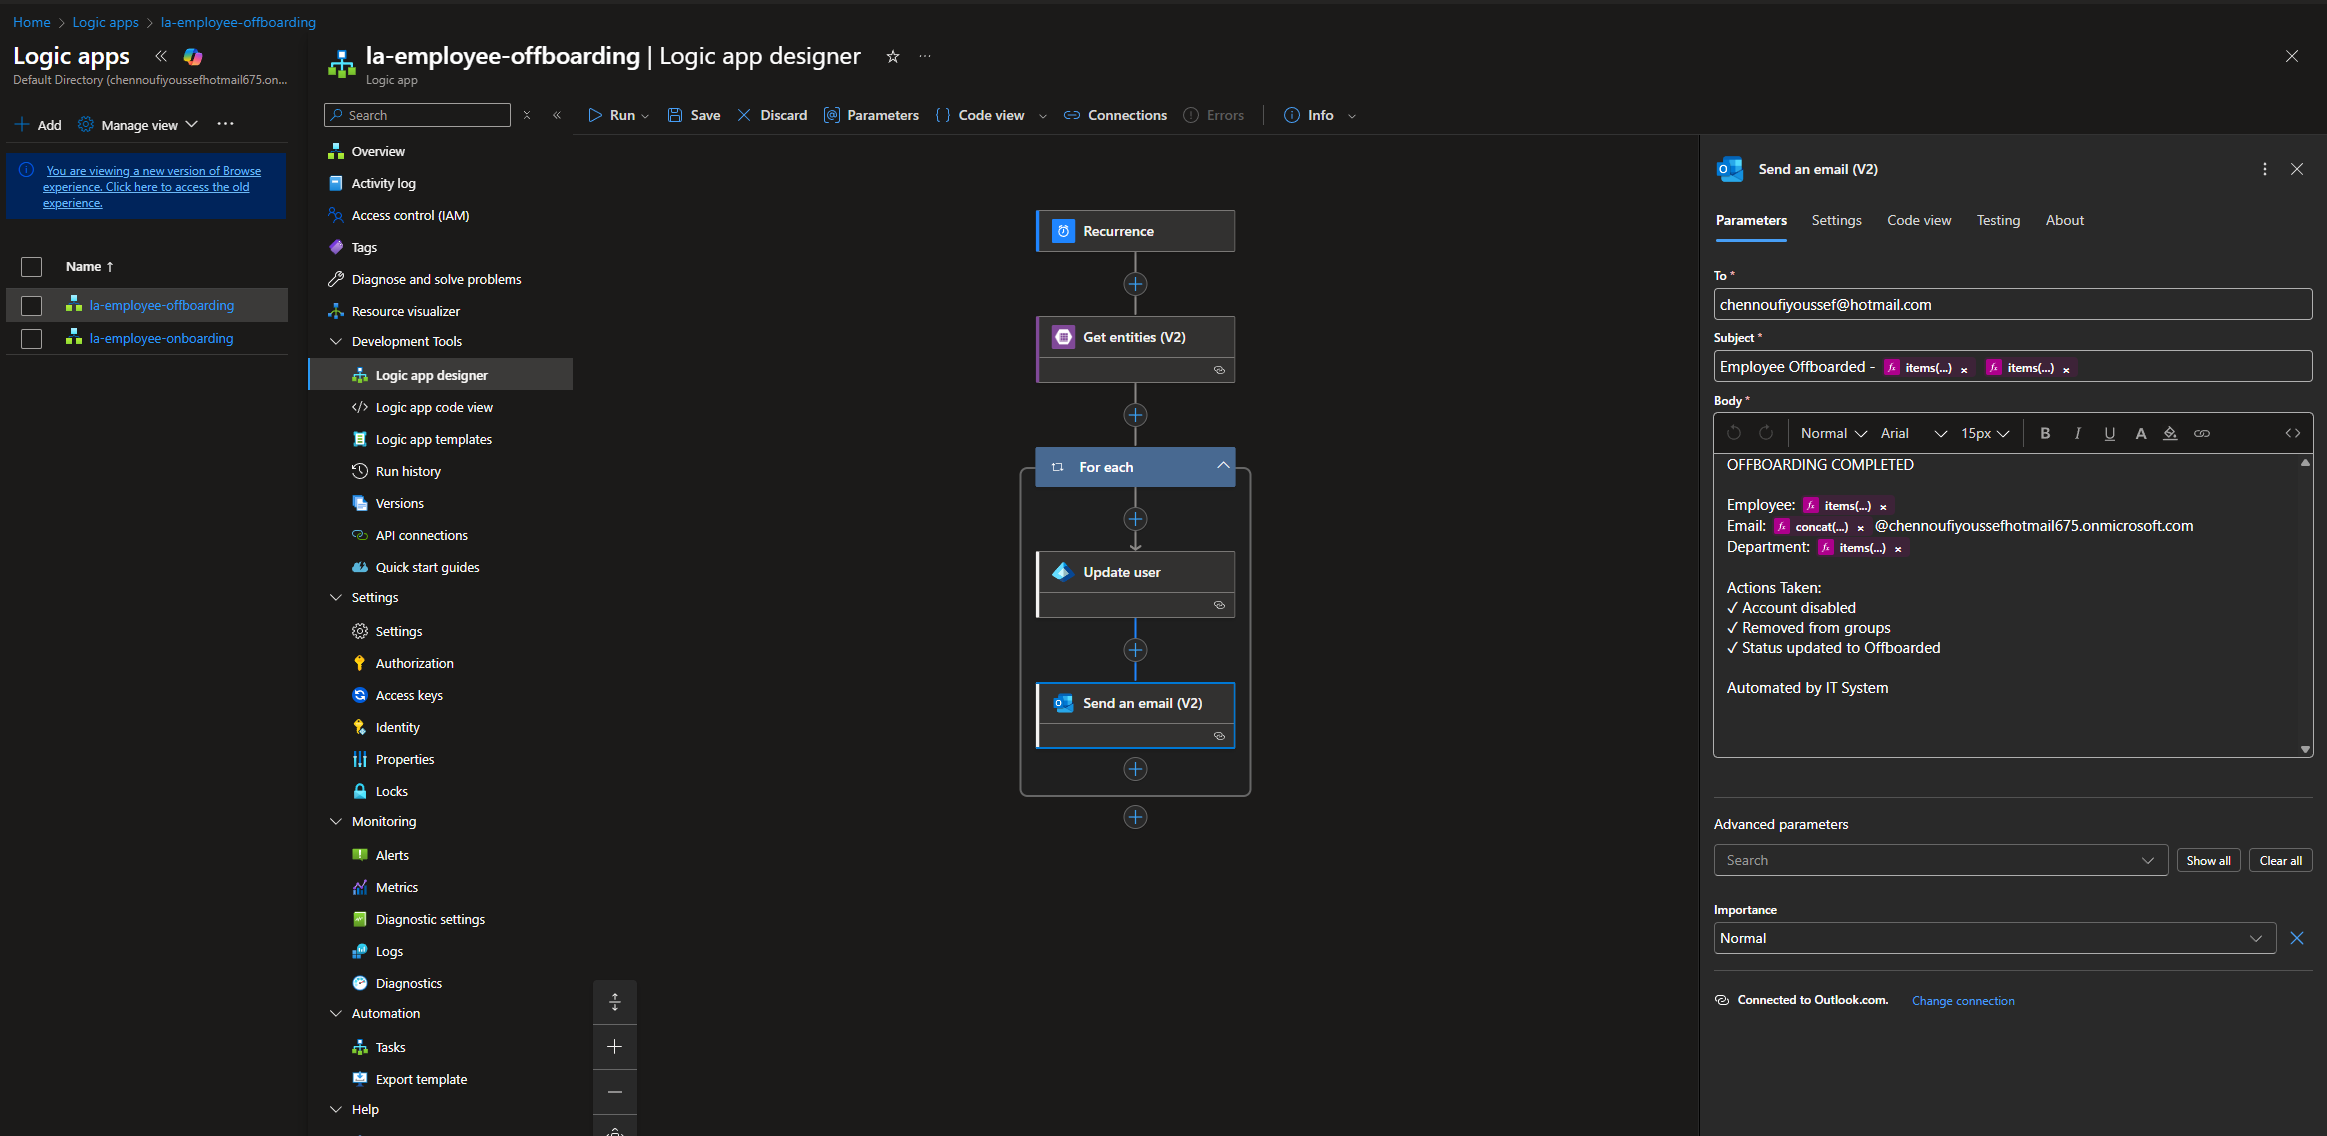 Home > Logic apps > la-employee-offboarding
Logic apps
Default Directory (chennoufiyoussefhotmail675.on...
Add
Manage view
You are viewing a new version of Browse
experience. Click here to access the old
experience.
Name ↑
la-employee-offboarding
la-employee-onboarding
la-employee-offboarding | Logic app designer
Logic app
Search
Overview
Activity log
Access control (IAM)
Tags
Diagnose and solve problems
Resource visualizer
Development Tools
Logic app designer
Logic app code view
Logic app templates
Run history
Versions
API connections
Quick start guides
Settings
Settings
Authorization
Access keys
Identity
Properties
Locks
Monitoring
Alerts
Metrics
Diagnostic settings
Logs
Diagnostics
Automation
Tasks
Export template
Help
Run
Save
Discard
Parameters
Code view
Connections
Errors
Info
Recurrence
Get entities (V2)
For each
Update user
Send an email (V2)
Send an email (V2)
Parameters
Settings
Code view
Testing
About
To *
chennoufiyoussef@hotmail.com
Subject *
Employee Offboarded - items(...) × items(...) ×
Body *
Normal
Arial
15px
B I U A
OFFBOARDING COMPLETED
Employee: items(...) ×
Email: concat(...) × @chennoufiyoussefhotmail675.onmicrosoft.com
Department: items(...) ×
Actions Taken:
✓ Account disabled
✓ Removed from groups
✓ Status updated to Offboarded
Automated by IT System
Advanced parameters
Search
Show all
Clear all
Importance
Normal
Connected to Outlook.com.
Change connection